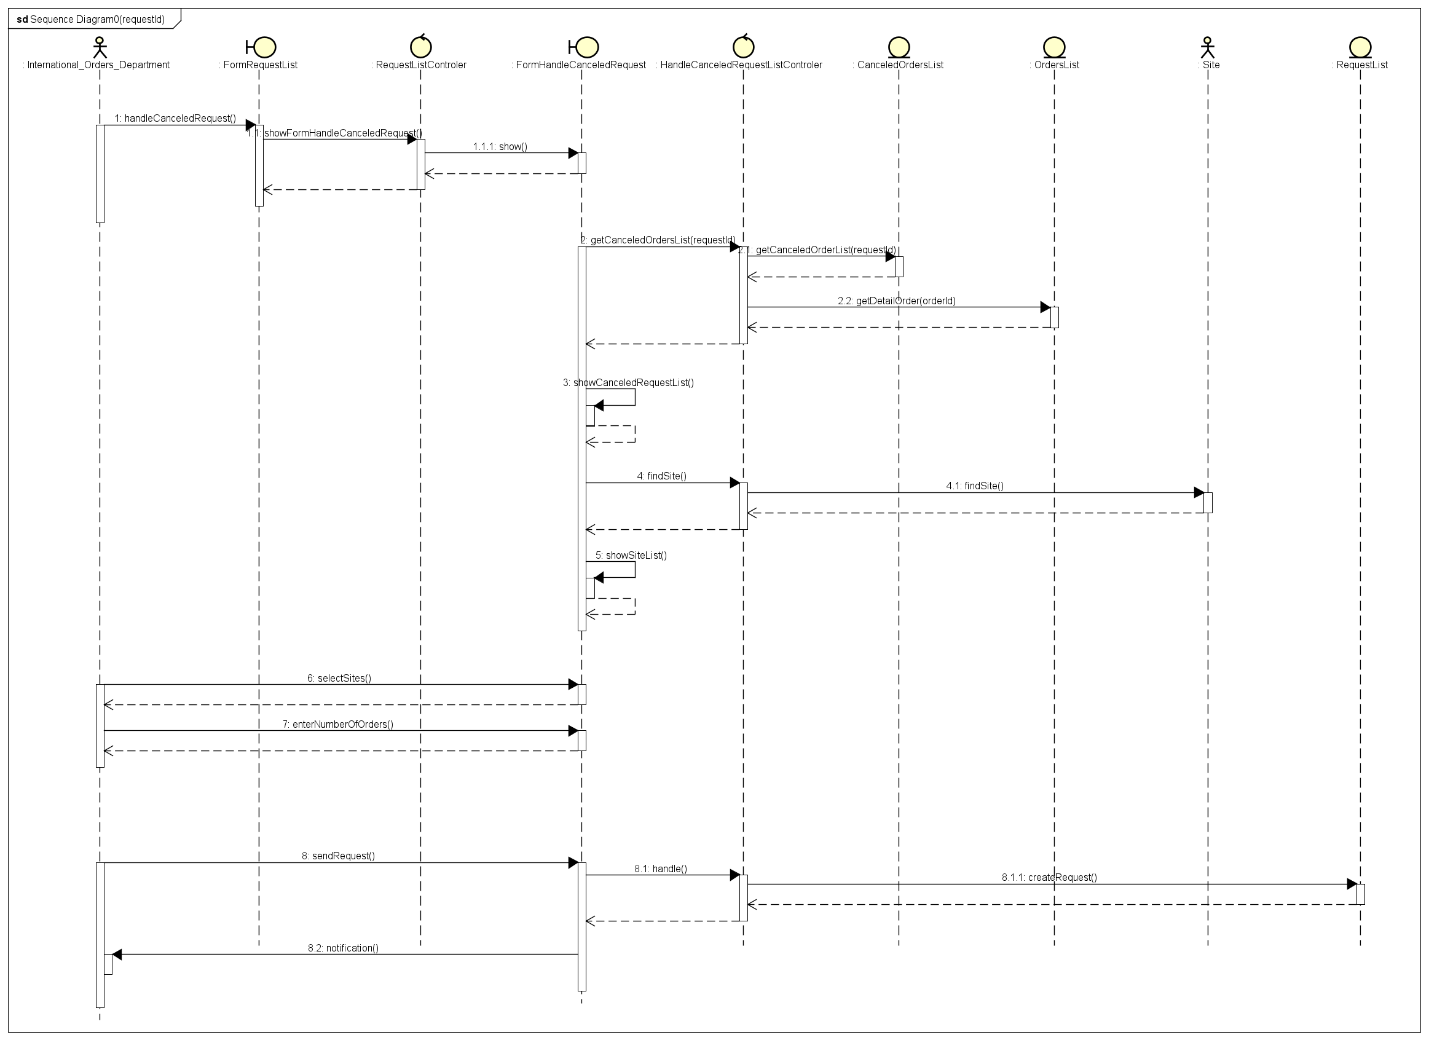 sd Sequence Diagram0(requestId)
: International_Orders_Department
: FormRequestList
: RequestListControler
: FormHandleCanceledRequest
: HandleCanceledRequestListControler
: CanceledOrdersList
: OrdersList
: Site
RequestList
1: handleCanceledRequest()
1.1: showFormHandleCanceledRequest()
1.1.1: show()
2: getCanceledOrdersList(requestId)
2.1: getCanceledOrderList(requestId)
2.2: getDetailOrder(orderId)
3: showCanceledRequestList()
4: findSite()
4.1: findSite()
5: showSiteList()
6: selectSites()
7: enterNumberOfOrders()
8: sendRequest()
8.1: handle()
8.1.1: createRequest()
8.2: notification()